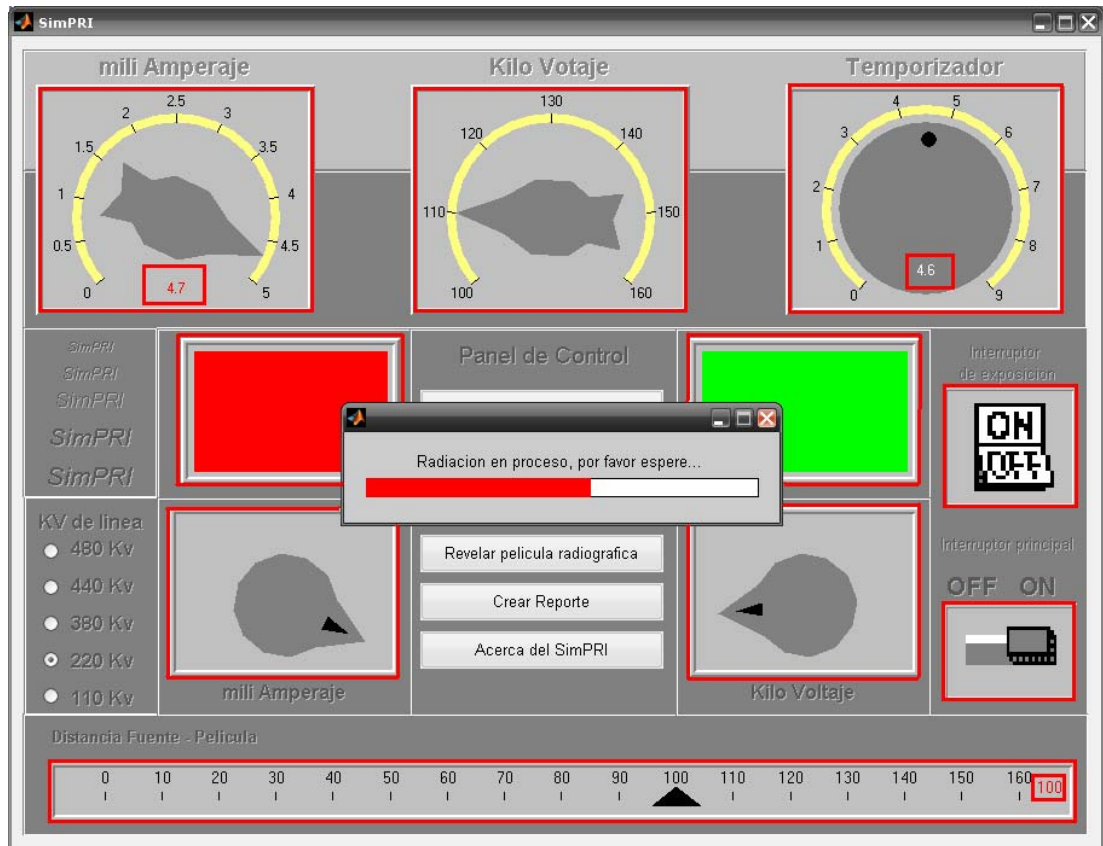 SimPRI
mili Amperaje
Kilo Votaje
Temporizador
0
0.5
1
1.5
2
2.5
3
3.5
4
4.5
5
4.7
100
110
120
130
140
150
160
0
1
2
3
4
5
6
7
8
9
4.6
SimPRI
SimPRI
SimPRI
SimPRI
SimPRI
Panel de Control
Interruptor
de exposicion
ON
OFF
Radiacion en proceso, por favor espere...
KV de linea
480 Kv
440 Kv
380 Kv
220 Kv
110 Kv
mili Amperaje
Revelar pelicula radiografica
Crear Reporte
Acerca del SimPRI
Kilo Voltaje
Interruptor principal
OFF ON
Distancia Fuente - Pelicula
0 10 20 30 40 50 60 70 80 90 100 110 120 130 140 150 160
100